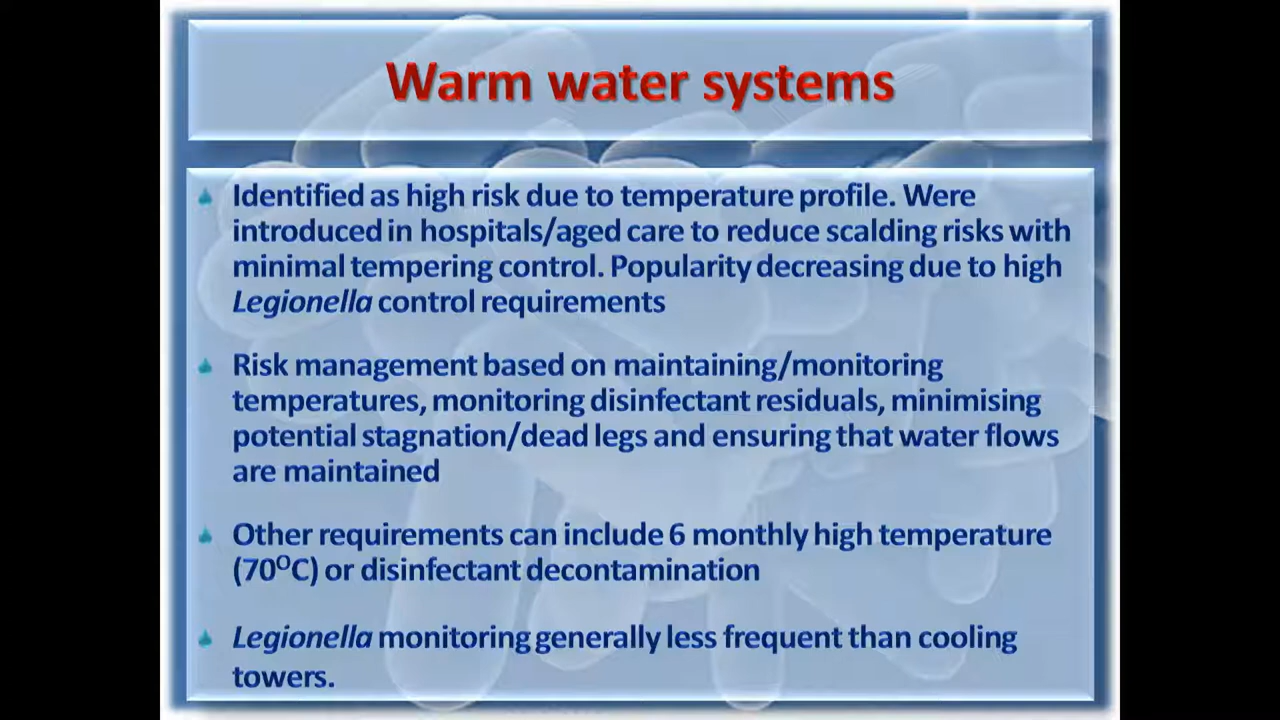 Warm water systems
Identified as high risk due to temperature profile. Were
introduced in hospitals/aged care to reduce scalding risks with
minimal tempering control. Popularity decreasing due to high
Legionella control requirements
Risk management based on maintaining/monitoring
temperatures, monitoring disinfectant residuals, minimising
potential stagnation/dead legs and ensuring that water flows
are maintained
Other requirements can include 6 monthly high temperature
(70ᴼC) or disinfectant decontamination
Legionella monitoring generally less frequent than cooling
towers.